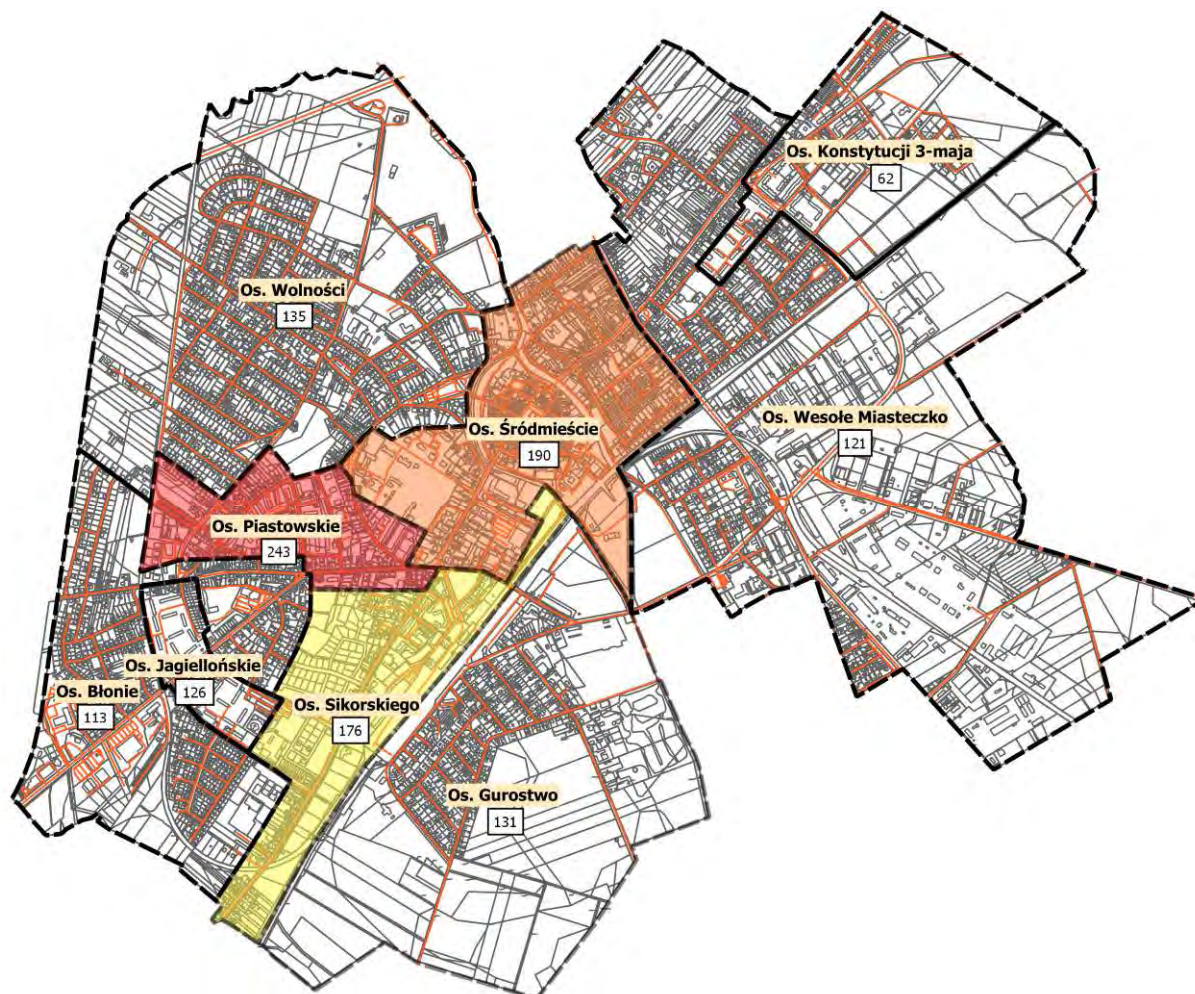 Os. Konstytucji 3-maja
62
Os. Wolności
135
Os. Śródmieście
190
Os. Wesołe Miasteczko
121
Os. Piastowskie
243
Os. Jagiellońskie
126
Os. Błonie
113
Os. Sikorskiego
176
Os. Gurostwo
131